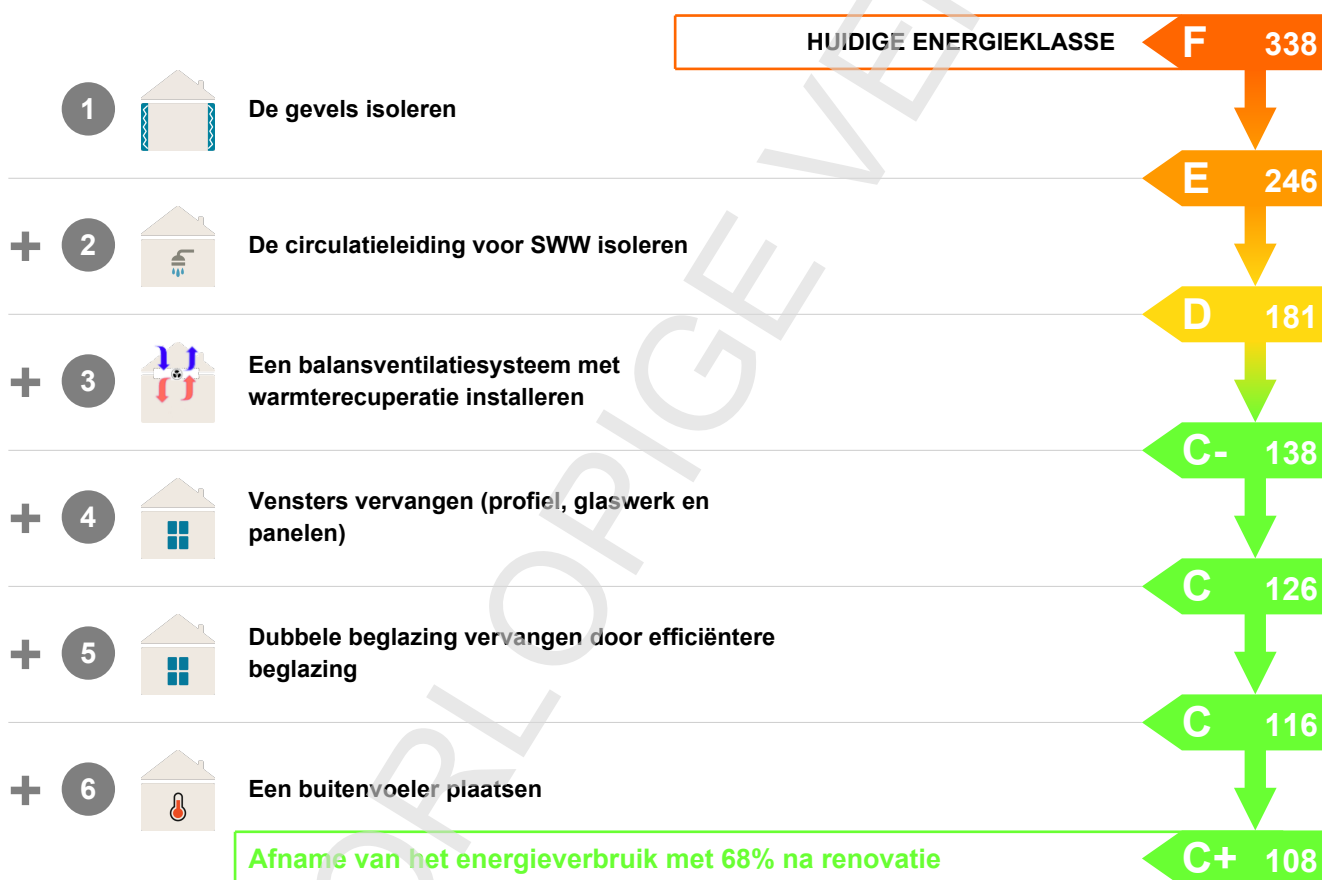 HUIDIGE ENERGIEKLASSE F 338
1 De gevels isoleren
E 246
+ 2 De circulatieleiding voor SWW isoleren
D 181
+ 3 Een balansventilatiesysteem met
warmterecuperatie installeren
C- 138
+ 4 Vensters vervangen (profiel, glaswerk en
panelen)
C 126
+ 5 Dubbele beglazing vervangen door efficiëntere
beglazing
C 116
+ 6 Een buitenvoeler plaatsen
Afname van het energieverbruik met 68% na renovatie C+ 108
ORLOPIGE VE